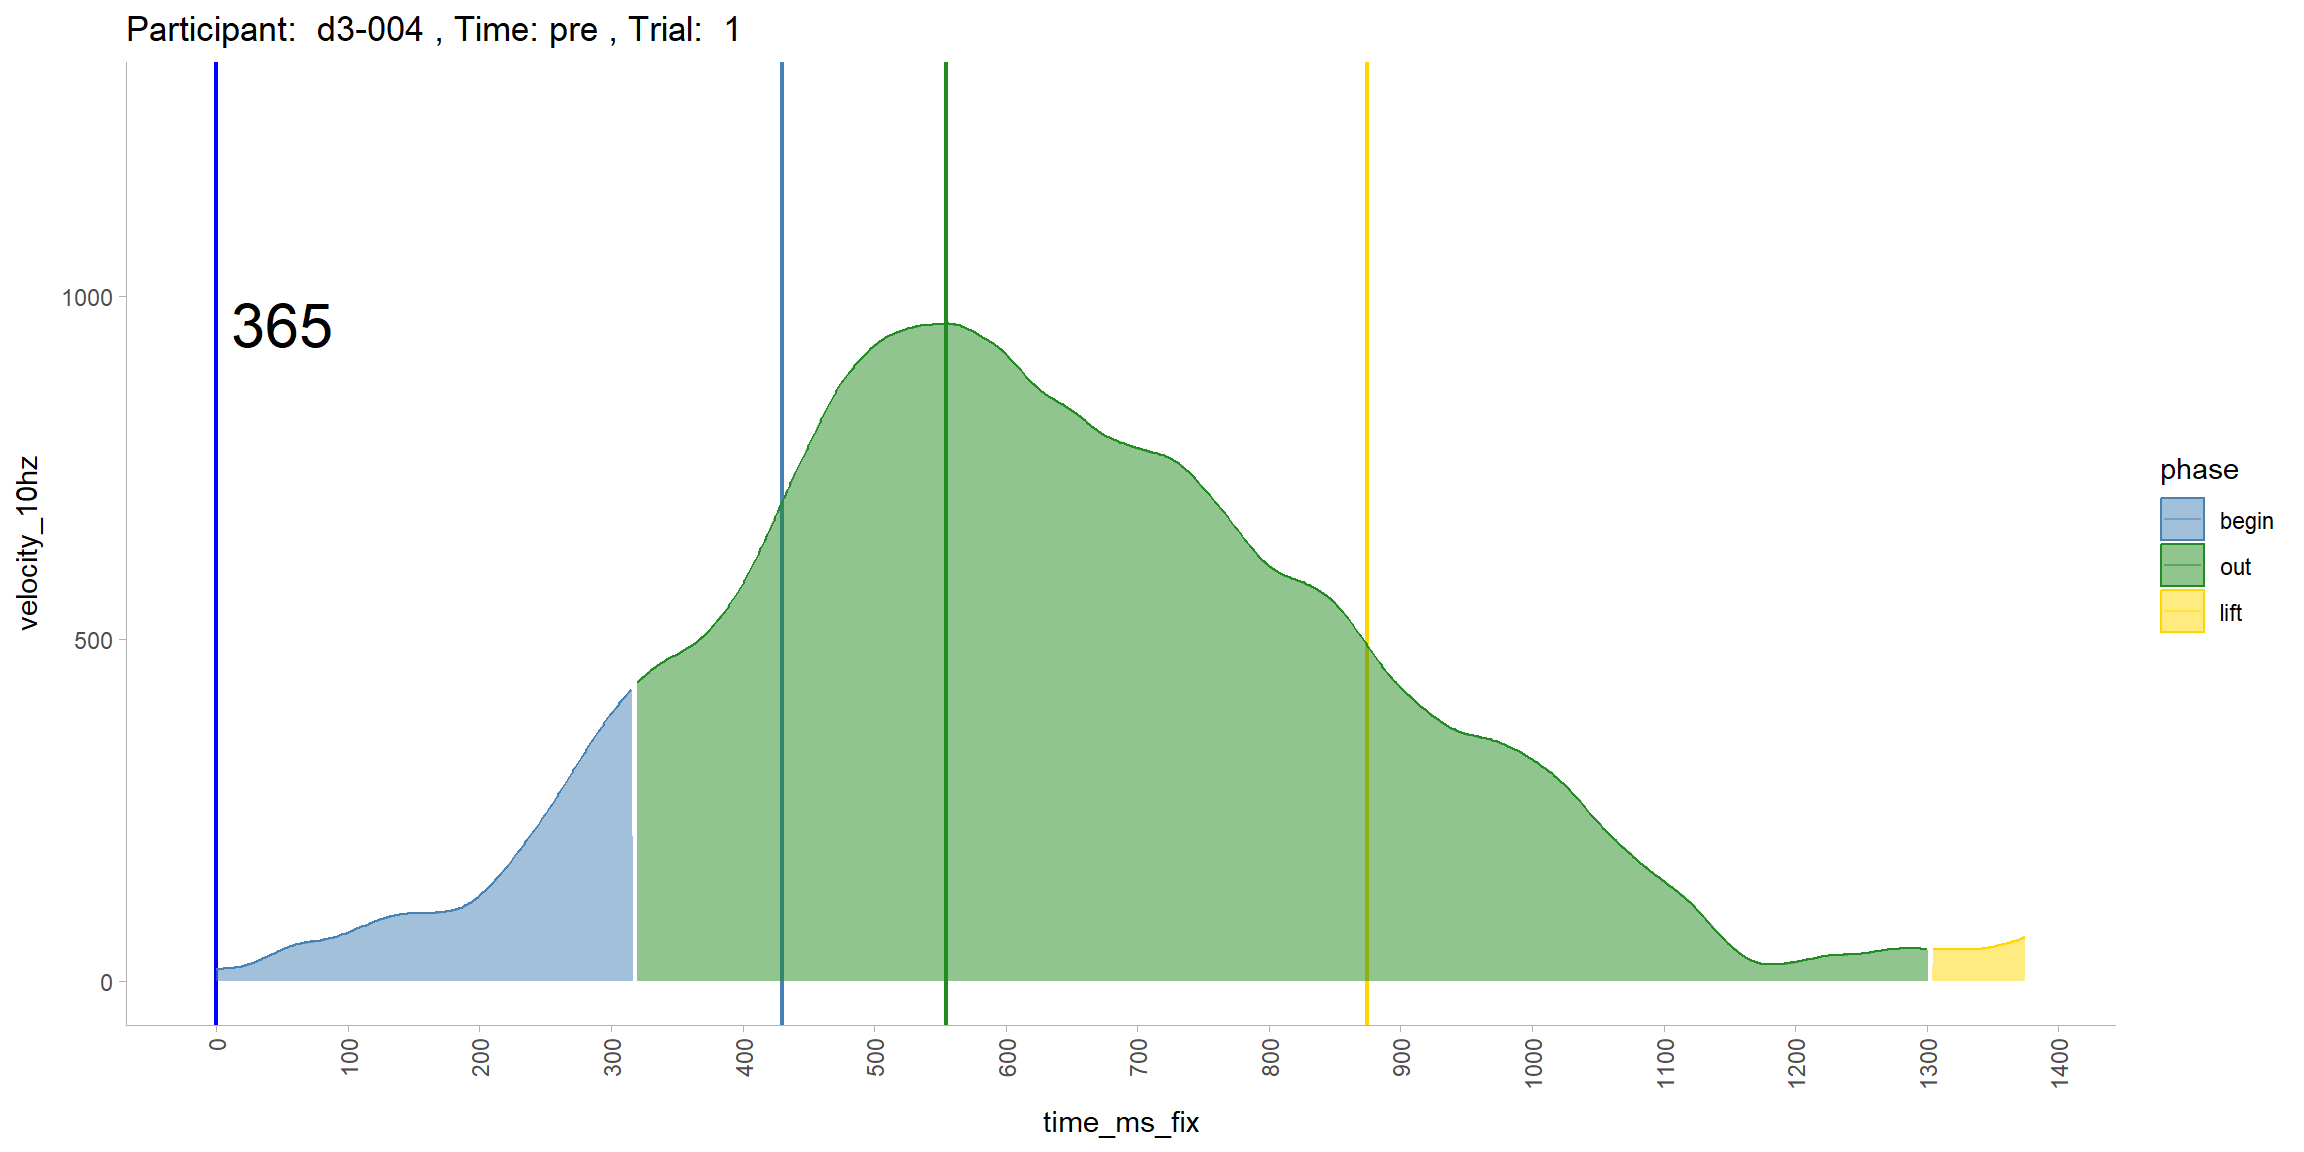 Participant:  d3-004 , Time: pre , Trial:  1
365
1000
500
0
velocity_10hz
0
100
200
300
400
500
600
700
800
900
1000
1100
1200
1300
1400
time_ms_fix
phase
begin
out
lift